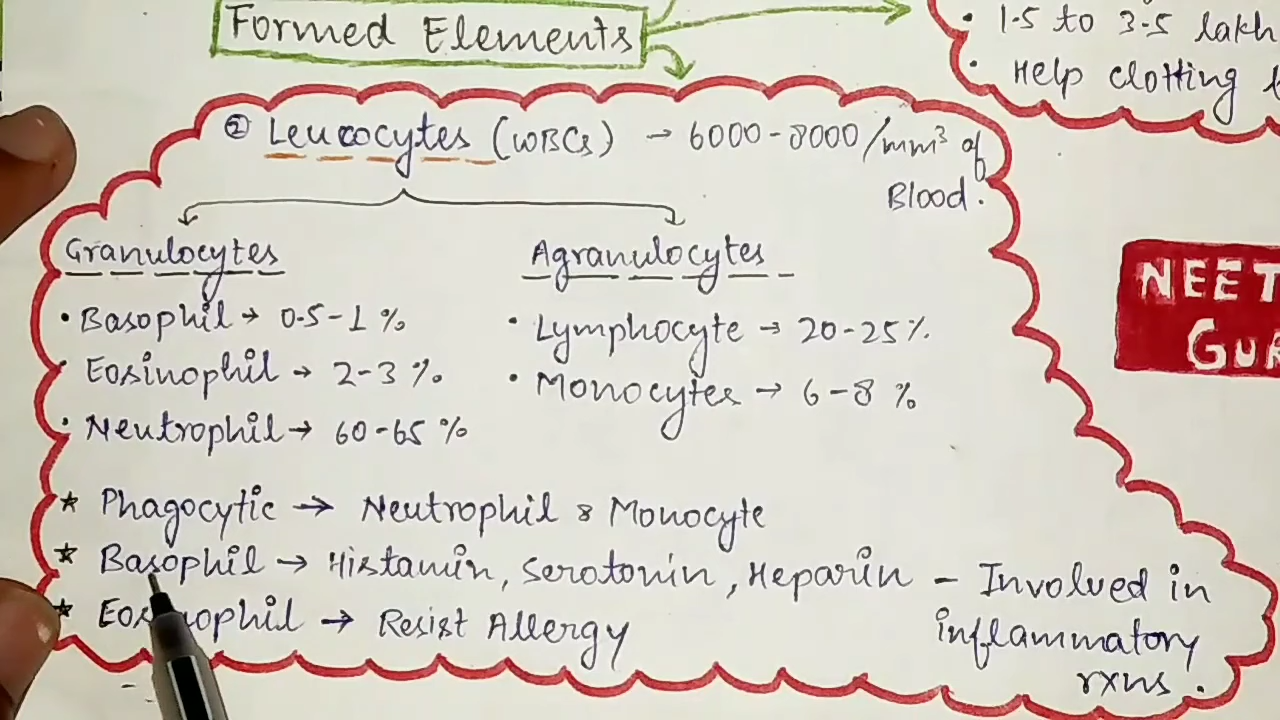 Formed Elements
1.5 to 3.5 lakh
Help clotting
② Leucocytes (WBCs) → 6000-8000/mm³ of
Blood.
Granulocytes
• Basophil → 0.5-1 %
Eosinophil → 2-3 %.
• Neutrophil → 60-65 %
Agranulocytes
• Lymphocyte → 20-25 %.
• Monocytes → 6-8 %
NEET
★ Phagocytic → Neutrophil & Monocyte
★ Basophil → Histamin, Serotonin, Heparin - Involved in
inflammatory
rxns.
★ Eosinophil → Resist Allergy